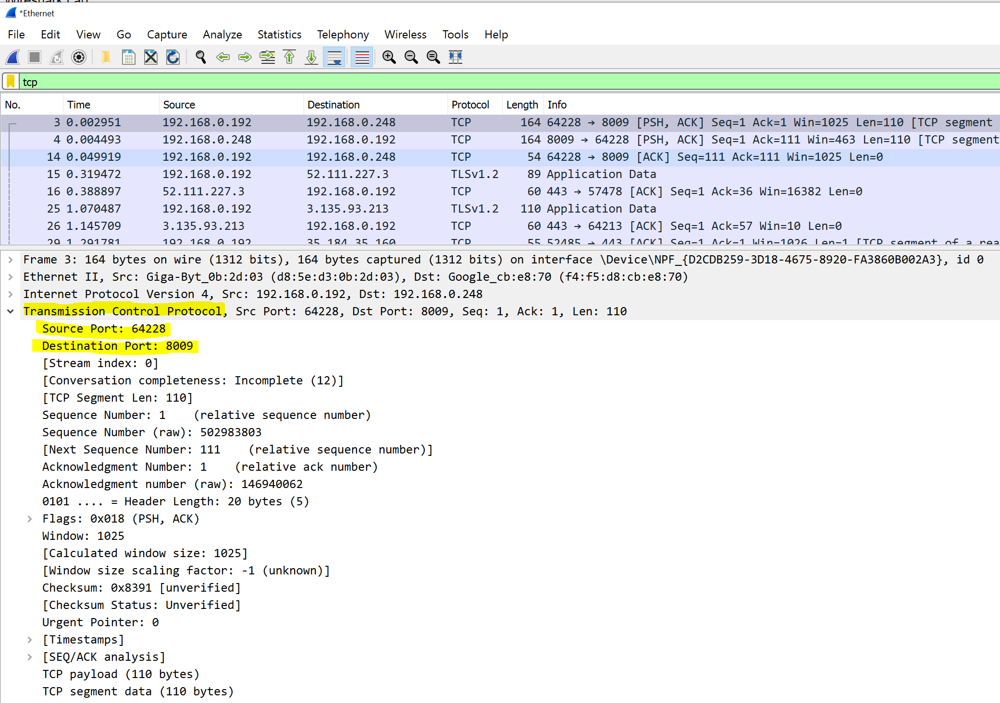 *Ethernet
File Edit View Go Capture Analyze Statistics Telephony Wireless Tools Help
tcp
No. Time Source Destination Protocol Length Info
3 0.002951 192.168.0.192 192.168.0.248 TCP 164 64228 → 8009 [PSH, ACK] Seq=1 Ack=1 Win=1025 Len=110 [TCP segment
4 0.004493 192.168.0.248 192.168.0.192 TCP 164 8009 → 64228 [PSH, ACK] Seq=1 Ack=111 Win=463 Len=110 [TCP segment
14 0.049919 192.168.0.192 192.168.0.248 TCP 54 64228 → 8009 [ACK] Seq=111 Ack=111 Win=1025 Len=0
15 0.319472 192.168.0.192 52.111.227.3 TLSv1.2 89 Application Data
16 0.388897 52.111.227.3 192.168.0.192 TCP 60 443 → 57478 [ACK] Seq=1 Ack=36 Win=16382 Len=0
25 1.070487 192.168.0.192 3.135.93.213 TLSv1.2 110 Application Data
26 1.145709 3.135.93.213 192.168.0.192 TCP 60 443 → 64213 [ACK] Seq=1 Ack=57 Win=10 Len=0
29 1.291781 192.168.0.192 35.184.35.160 TCP 55 52485 → 443 [ACK] Seq=1 Ack=1 Win=1026 Len=1 [TCP segment of a rea
Frame 3: 164 bytes on wire (1312 bits), 164 bytes captured (1312 bits) on interface \Device\NPF_{D2CDB259-3D18-4675-8920-FA3860B002A3}, id 0
Ethernet II, Src: Giga-Byt_0b:2d:03 (d8:5e:d3:0b:2d:03), Dst: Google_cb:e8:70 (f4:f5:d8:cb:e8:70)
Internet Protocol Version 4, Src: 192.168.0.192, Dst: 192.168.0.248
Transmission Control Protocol, Src Port: 64228, Dst Port: 8009, Seq: 1, Ack: 1, Len: 110
Source Port: 64228
Destination Port: 8009
[Stream index: 0]
[Conversation completeness: Incomplete (12)]
[TCP Segment Len: 110]
Sequence Number: 1 (relative sequence number)
Sequence Number (raw): 502983803
[Next Sequence Number: 111 (relative sequence number)]
Acknowledgment Number: 1 (relative ack number)
Acknowledgment number (raw): 146940062
0101 .... = Header Length: 20 bytes (5)
Flags: 0x018 (PSH, ACK)
Window: 1025
[Calculated window size: 1025]
[Window size scaling factor: -1 (unknown)]
Checksum: 0x8391 [unverified]
[Checksum Status: Unverified]
Urgent Pointer: 0
[Timestamps]
[SEQ/ACK analysis]
TCP payload (110 bytes)
TCP segment data (110 bytes)